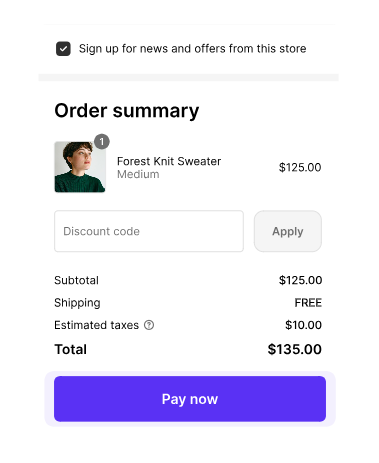 Sign up for news and offers from this store
Order summary
1
Forest Knit Sweater
Medium
$125.00
Discount code
Apply
Subtotal $125.00
Shipping FREE
Estimated taxes ? $10.00
Total $135.00
Pay now